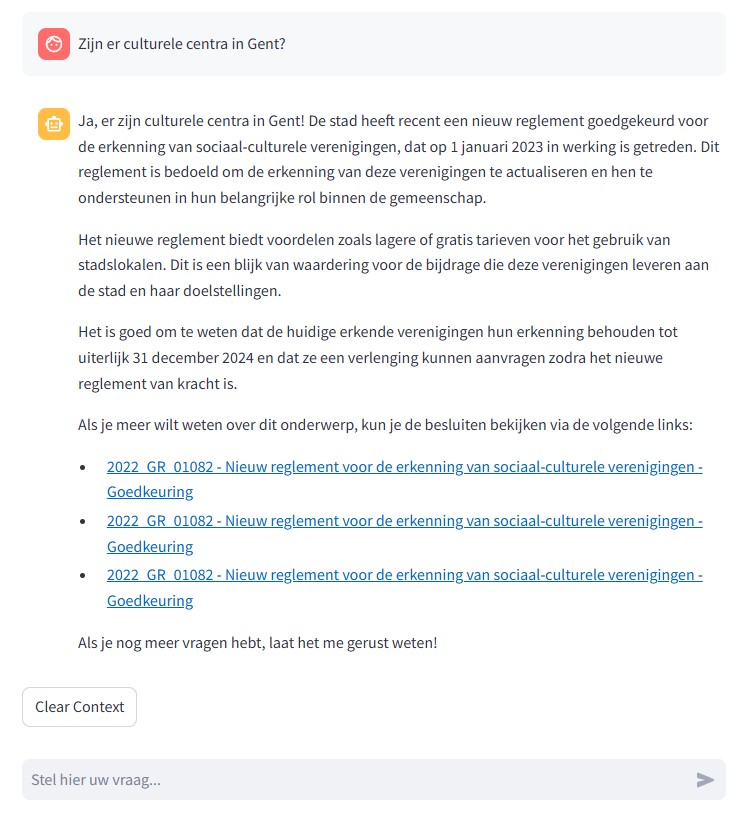 Zijn er culturele centra in Gent?
Ja, er zijn culturele centra in Gent! De stad heeft recent een nieuw reglement goedgekeurd voor
de erkenning van sociaal-culturele verenigingen, dat op 1 januari 2023 in werking is getreden. Dit
reglement is bedoeld om de erkenning van deze verenigingen te actualiseren en hen te
ondersteunen in hun belangrijke rol binnen de gemeenschap.
Het nieuwe reglement biedt voordelen zoals lagere of gratis tarieven voor het gebruik van
stadslokalen. Dit is een blijk van waardering voor de bijdrage die deze verenigingen leveren aan
de stad en haar doelstellingen.
Het is goed om te weten dat de huidige erkende verenigingen hun erkenning behouden tot
uiterlijk 31 december 2024 en dat ze een verlenging kunnen aanvragen zodra het nieuwe
reglement van kracht is.
Als je meer wilt weten over dit onderwerp, kun je de besluiten bekijken via de volgende links:
• 2022_GR_01082 - Nieuw reglement voor de erkenning van sociaal-culturele verenigingen -
Goedkeuring
• 2022_GR_01082 - Nieuw reglement voor de erkenning van sociaal-culturele verenigingen -
Goedkeuring
• 2022_GR_01082 - Nieuw reglement voor de erkenning van sociaal-culturele verenigingen -
Goedkeuring
Als je nog meer vragen hebt, laat het me gerust weten!
Clear Context
Stel hier uw vraag...